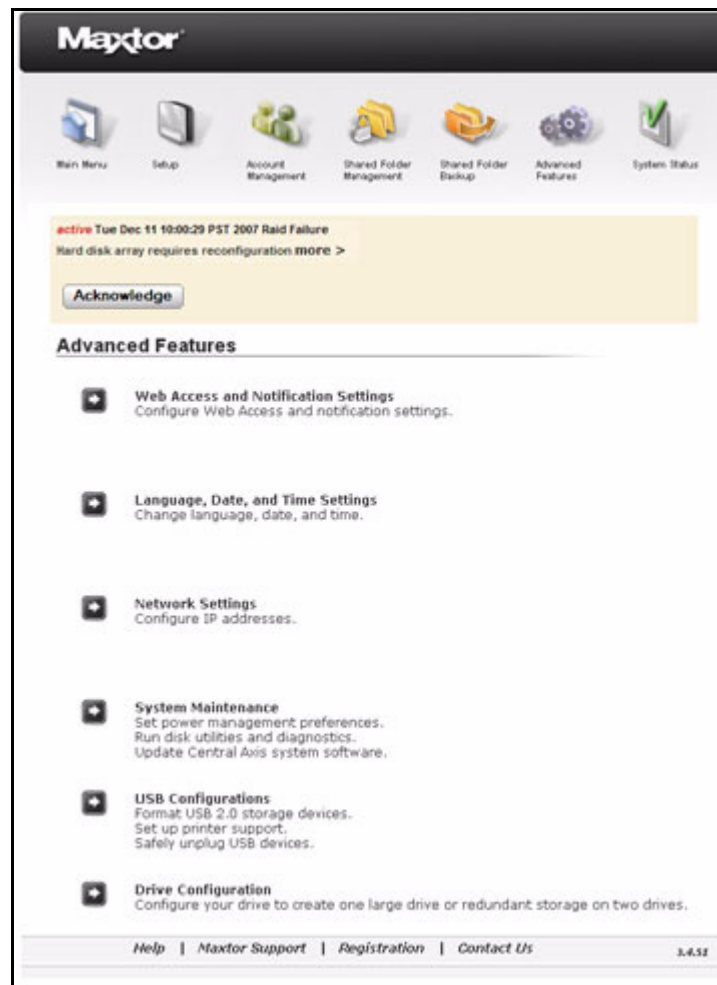 Maxtor
Main Menu
Setup
Account
Management
Shared Folder
Management
Shared Folder
Backup
Advanced
Features
System Status
active Tue Dec 11 10:00:29 PST 2007 Raid Failure
Hard disk array requires reconfiguration more >
Acknowledge
Advanced Features
Web Access and Notification Settings
Configure Web Access and notification settings.
Language, Date, and Time Settings
Change language, date, and time.
Network Settings
Configure IP addresses.
System Maintenance
Set power management preferences.
Run disk utilities and diagnostics.
Update Central Axis system software.
USB Configurations
Format USB 2.0 storage devices.
Set up printer support.
Safely unplug USB devices.
Drive Configuration
Configure your drive to create one large drive or redundant storage on two drives.
Help | Maxtor Support | Registration | Contact Us
3.4.51